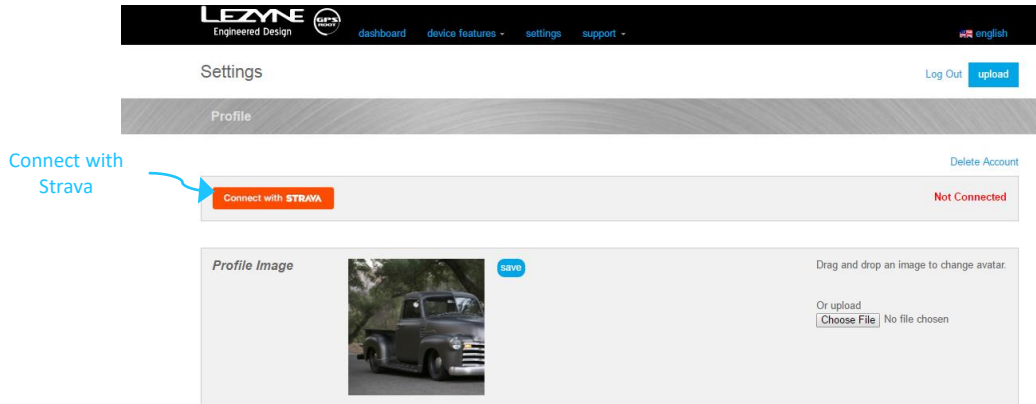 LEZYNE
Engineered Design
GPS
ROOT
dashboard device features settings support english
Settings
Log Out upload
Profile
Connect with
Strava
Delete Account
Connect with STRAVA Not Connected
Profile Image save Drag and drop an image to change avatar.
Or upload
Choose File No file chosen